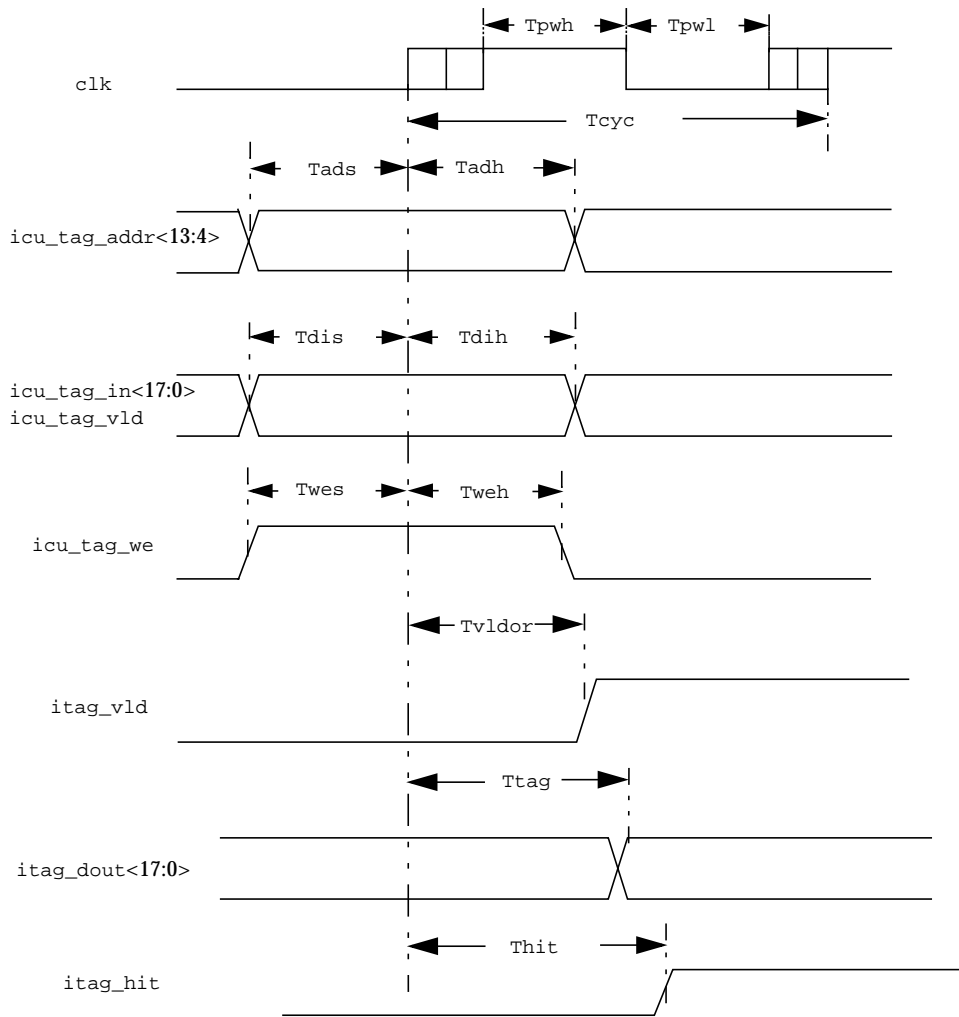 Tpwh Tpwl
clk
Tcyc
Tads Tadh
icu_tag_addr<13:4>
Tdis Tdih
icu_tag_in<17:0>
icu_tag_vld
Twes Tweh
icu_tag_we
Tvldor
itag_vld
Ttag
itag_dout<17:0>
Thit
itag_hit